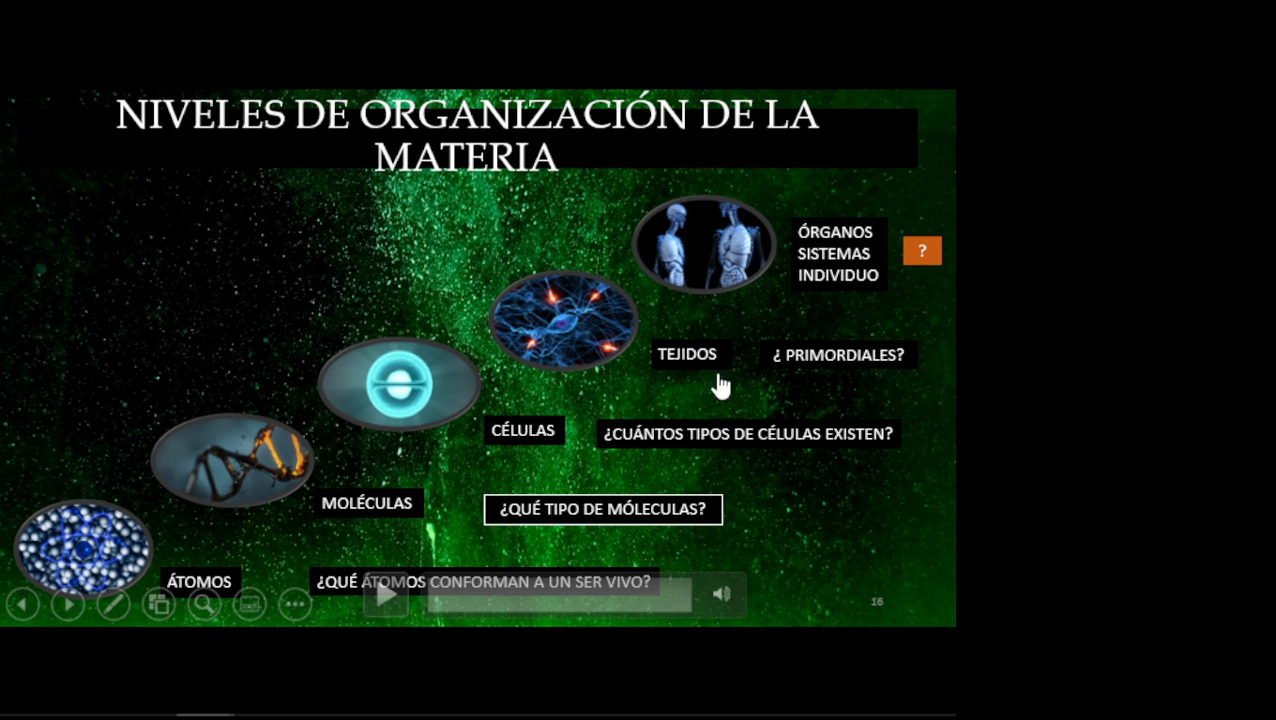 NIVELES DE ORGANIZACIÓN DE LA
MATERIA
ÓRGANOS
SISTEMAS
INDIVIDUO
?
TEJIDOS
¿ PRIMORDIALES?
CÉLULAS
¿CUÁNTOS TIPOS DE CÉLULAS EXISTEN?
MOLÉCULAS
¿QUÉ TIPO DE MÓLECULAS?
ÁTOMOS
¿QUÉ ÁTOMOS CONFORMAN A UN SER VIVO?
16